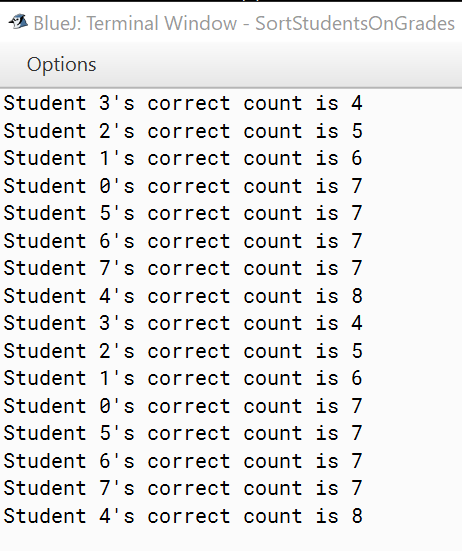 BlueJ: Terminal Window - SortStudentsOnGrades
Options
Student 3's correct count is 4
Student 2's correct count is 5
Student 1's correct count is 6
Student 0's correct count is 7
Student 5's correct count is 7
Student 6's correct count is 7
Student 7's correct count is 7
Student 4's correct count is 8
Student 3's correct count is 4
Student 2's correct count is 5
Student 1's correct count is 6
Student 0's correct count is 7
Student 5's correct count is 7
Student 6's correct count is 7
Student 7's correct count is 7
Student 4's correct count is 8